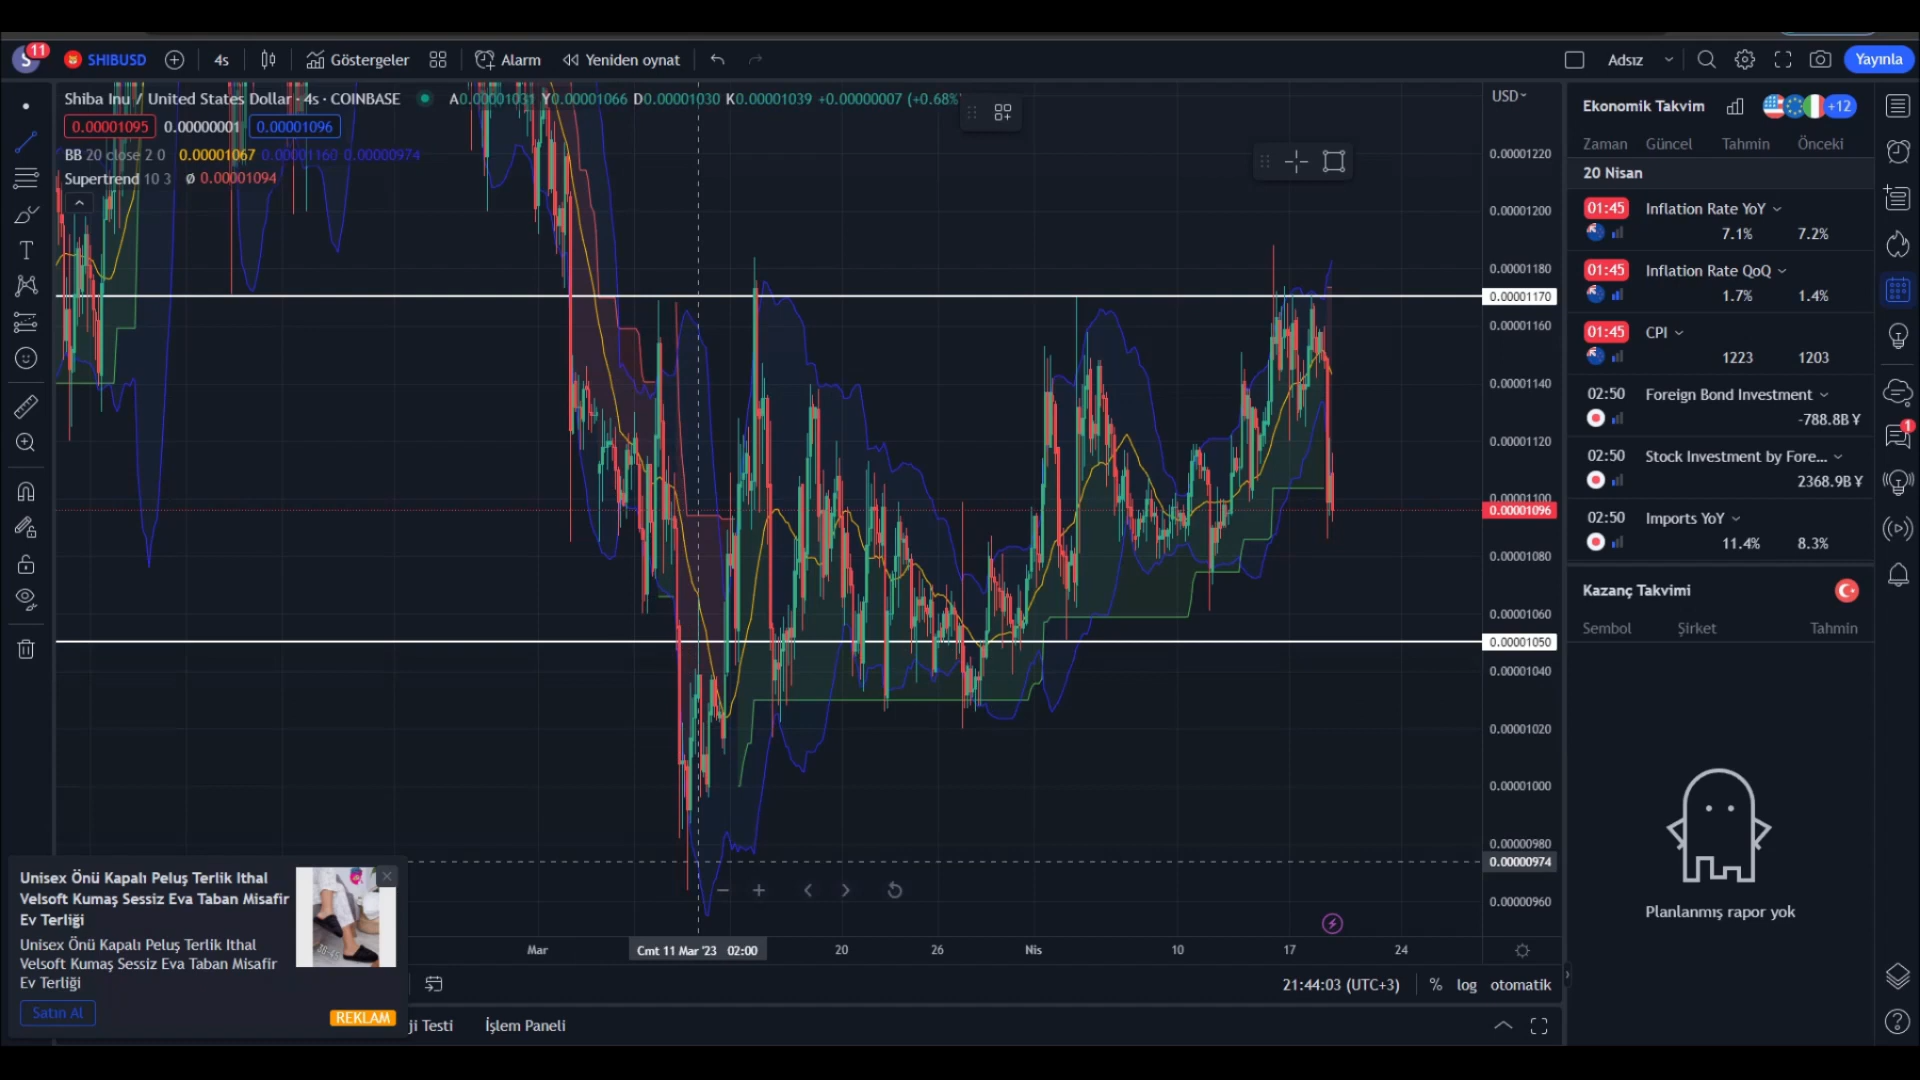 S 11 SHIBUSD 4s Göstergeler Alarm Yeniden oynat Adsız Yayınla
Shiba Inu / United States Dollar · 4s · COINBASE A0.00001031 Y0.00001066 D0.00001030 K0.00001039 +0.00000007 (+0.68%
0.00001095 0.00000001 0.00001096
BB 20 close 2 0 0.00001067 0.00001160 0.00000974
Supertrend 10 3 ø 0.00001094
USD
0.00001220
0.00001200
0.00001180
0.00001170
0.00001160
0.00001140
0.00001120
0.00001100
0.00001096
0.00001080
0.00001060
0.00001050
0.00001040
0.00001020
0.00001000
0.00000980
0.00000974
0.00000960
Mar Cmt 11 Mar '23 02:00 20 26 Nis 10 17 24
21:44:03 (UTC+3) % log otomatik
ji Testi İşlem Paneli
Unisex Önü Kapalı Peluş Terlik Ithal
Velsoft Kumaş Sessiz Eva Taban Misafir
Ev Terliği
Unisex Önü Kapalı Peluş Terlik Ithal
Velsoft Kumaş Sessiz Eva Taban Misafir
Ev Terliği
Satın Al
REKLAM
Ekonomik Takvim +12
Zaman Güncel Tahmin Önceki
20 Nisan
01:45 Inflation Rate YoY
7.1% 7.2%
01:45 Inflation Rate QoQ
1.7% 1.4%
01:45 CPI
1223 1203
02:50 Foreign Bond Investment
-788.8B ¥
02:50 Stock Investment by Fore...
2368.9B ¥
02:50 Imports YoY
11.4% 8.3%
Kazanç Takvimi
Sembol Şirket Tahmin
Planlanmış rapor yok
1